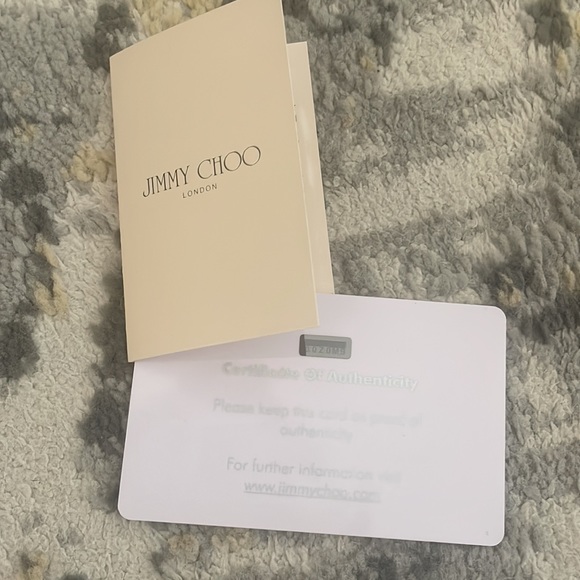 JIMMY CHOO
LONDON
Certificate Of Authenticity
Please keep this card as proof of
authenticity
For further information visit
www.jimmychoo.com